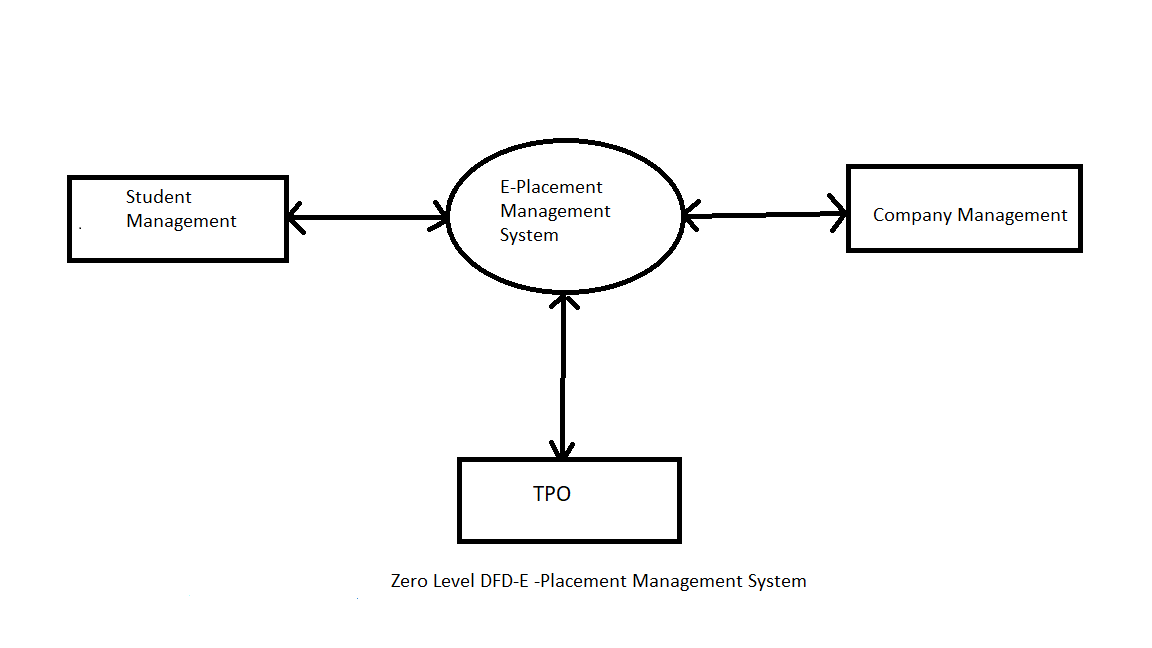 Student
Management
E-Placement
Management
System
Company Management
TPO
Zero Level DFD-E -Placement Management System